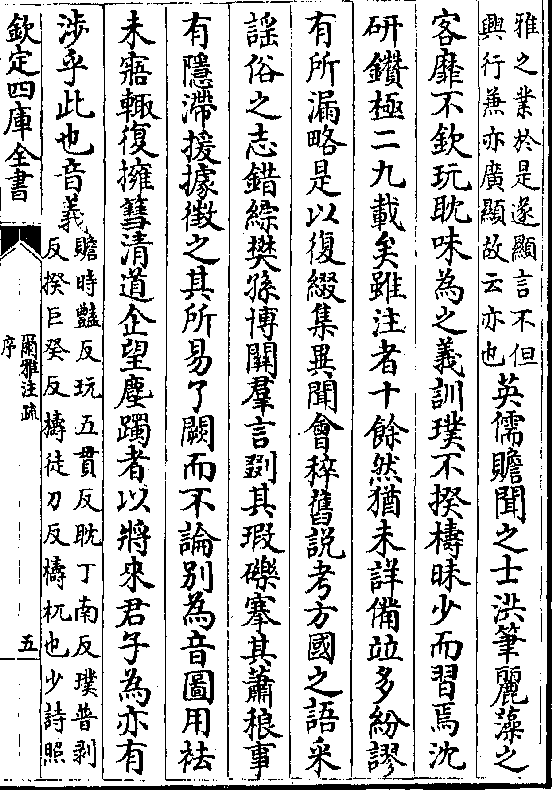 雅之業於是遂顯言不但
興行兼亦廣顯故云亦也
英儒贍聞之士洪筆麗藻之
客靡不欽玩耽味為之義訓璞不揆檮昧少而習焉沈
研鑽極二九載矣雖注者十餘然猶未詳備竝多紛謬
有所漏略是以復綴集異聞會稡舊說考方國之語采
謠俗之志錯綜樊孫博關羣言剟其瑕礫搴其蕭稂事
有隱滯援據徵之其所易了闕而不論別為音圖用袪
未寤輒復擁篲清道企望塵躅者以將來君子為亦有
涉乎此也音義
贍時豔反玩五貫反耽丁南反璞普剥
反揆巨癸反檮徒刀反檮杌也少詩照
欽定四庫全書
爾雅注疏
序
五